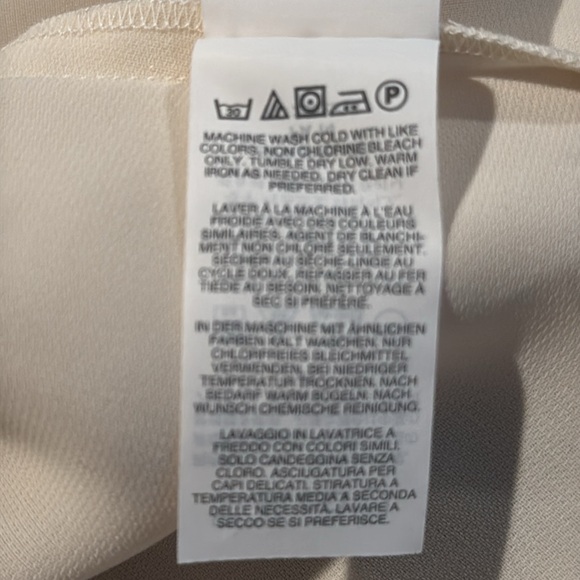 30
P
MACHINE WASH COLD WITH LIKE
COLORS. NON CHLORINE BLEACH
ONLY. TUMBLE DRY LOW. WARM
IRON AS NEEDED. DRY CLEAN IF
PREFERRED.
LAVER À LA MACHINE À L'EAU
FROIDE AVEC DES COULEURS
SIMILAIRES. AGENT DE BLANCHI-
MENT NON CHLORÉ SEULEMENT.
SÉCHER AU SÈCHE-LINGE AU
CYCLE DOUX. REPASSER AU FER
TIÈDE AU BESOIN. NETTOYAGE À
SEC SI PRÉFÉRÉ.
IN DER MASCHINE MIT ÄHNLICHEN
FARBEN KALT WASCHEN. NUR
CHLORFREIES BLEICHMITTEL
VERWENDEN. BEI NIEDRIGER
TEMPERATUR TROCKNEN. NACH
BEDARF WARM BÜGELN. NACH
WUNSCH CHEMISCHE REINIGUNG.
LAVAGGIO IN LAVATRICE A
FREDDO CON COLORI SIMILI.
SOLO CANDEGGINA SENZA
CLORO. ASCIUGATURA PER
CAPI DELICATI. STIRATURA A
TEMPERATURA MEDIA A SECONDA
DELLE NECESSITÀ. LAVARE A
SECCO SE SI PREFERISCE.